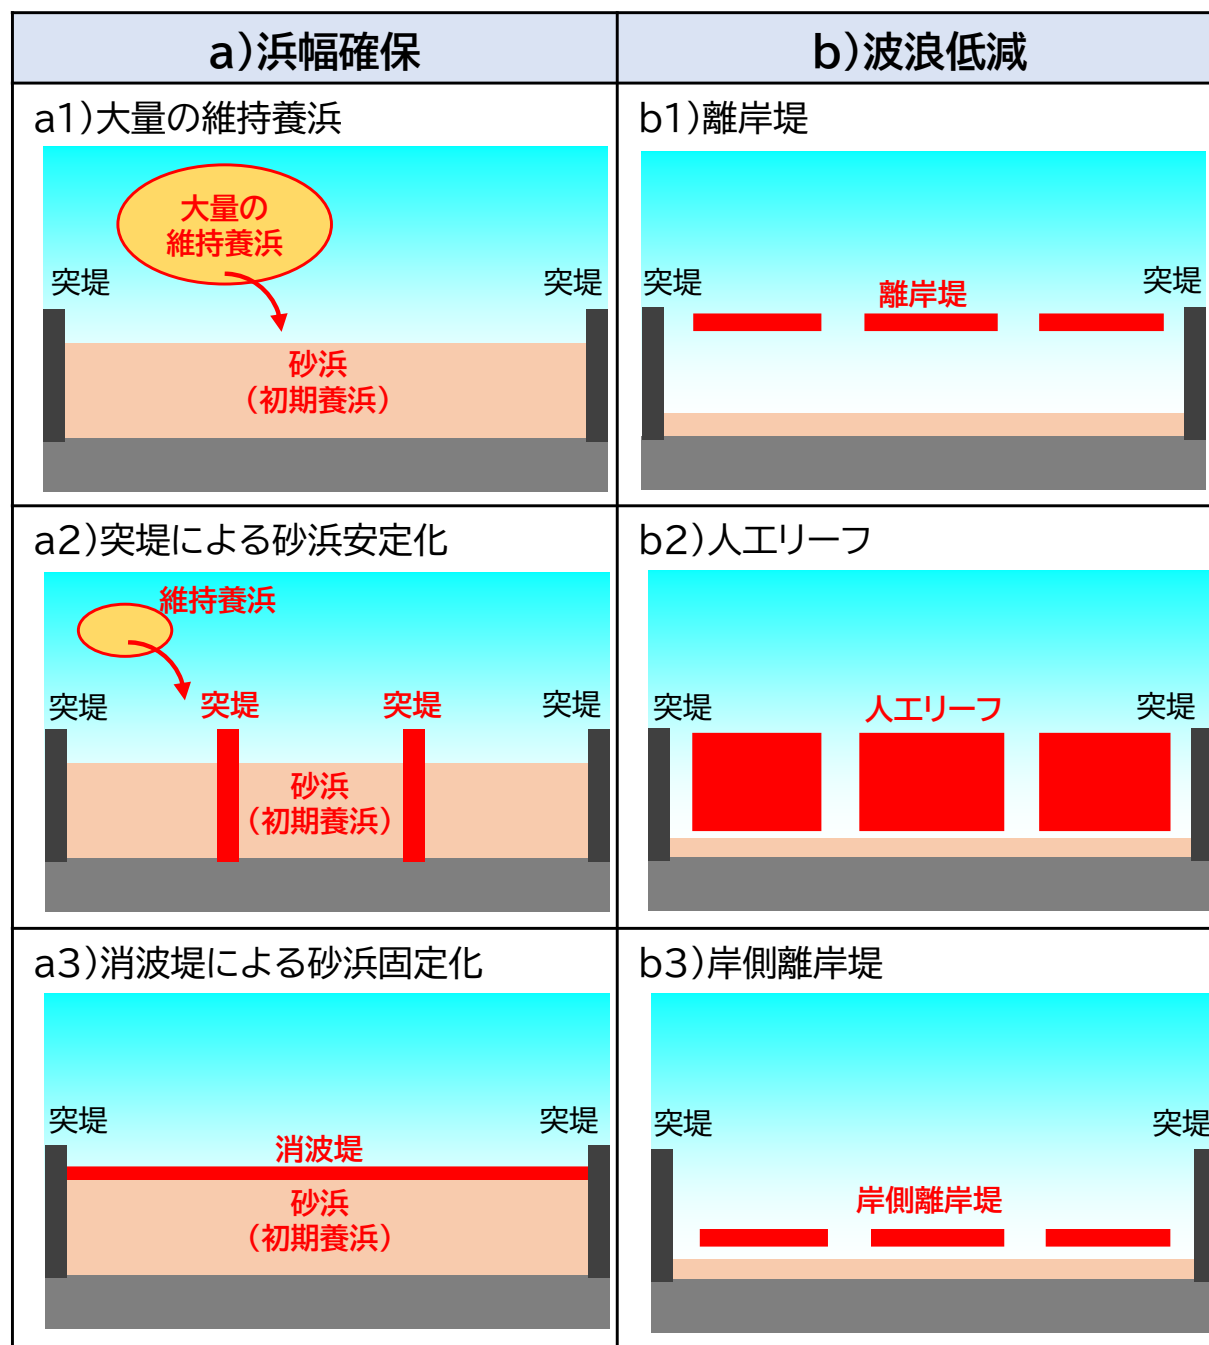 a)浜幅確保
b)波浪低減
a1)大量の維持養浜
大量の
維持養浜
突堤
突堤
砂浜
(初期養浜)
b1)離岸堤
突堤
離岸堤
突堤
a2)突堤による砂浜安定化
維持養浜
突堤
突堤
突堤
突堤
砂浜
(初期養浜)
b2)人工リーフ
突堤
人工リーフ
突堤
a3)消波堤による砂浜固定化
突堤
消波堤
突堤
砂浜
(初期養浜)
b3)岸側離岸堤
突堤
突堤
岸側離岸堤